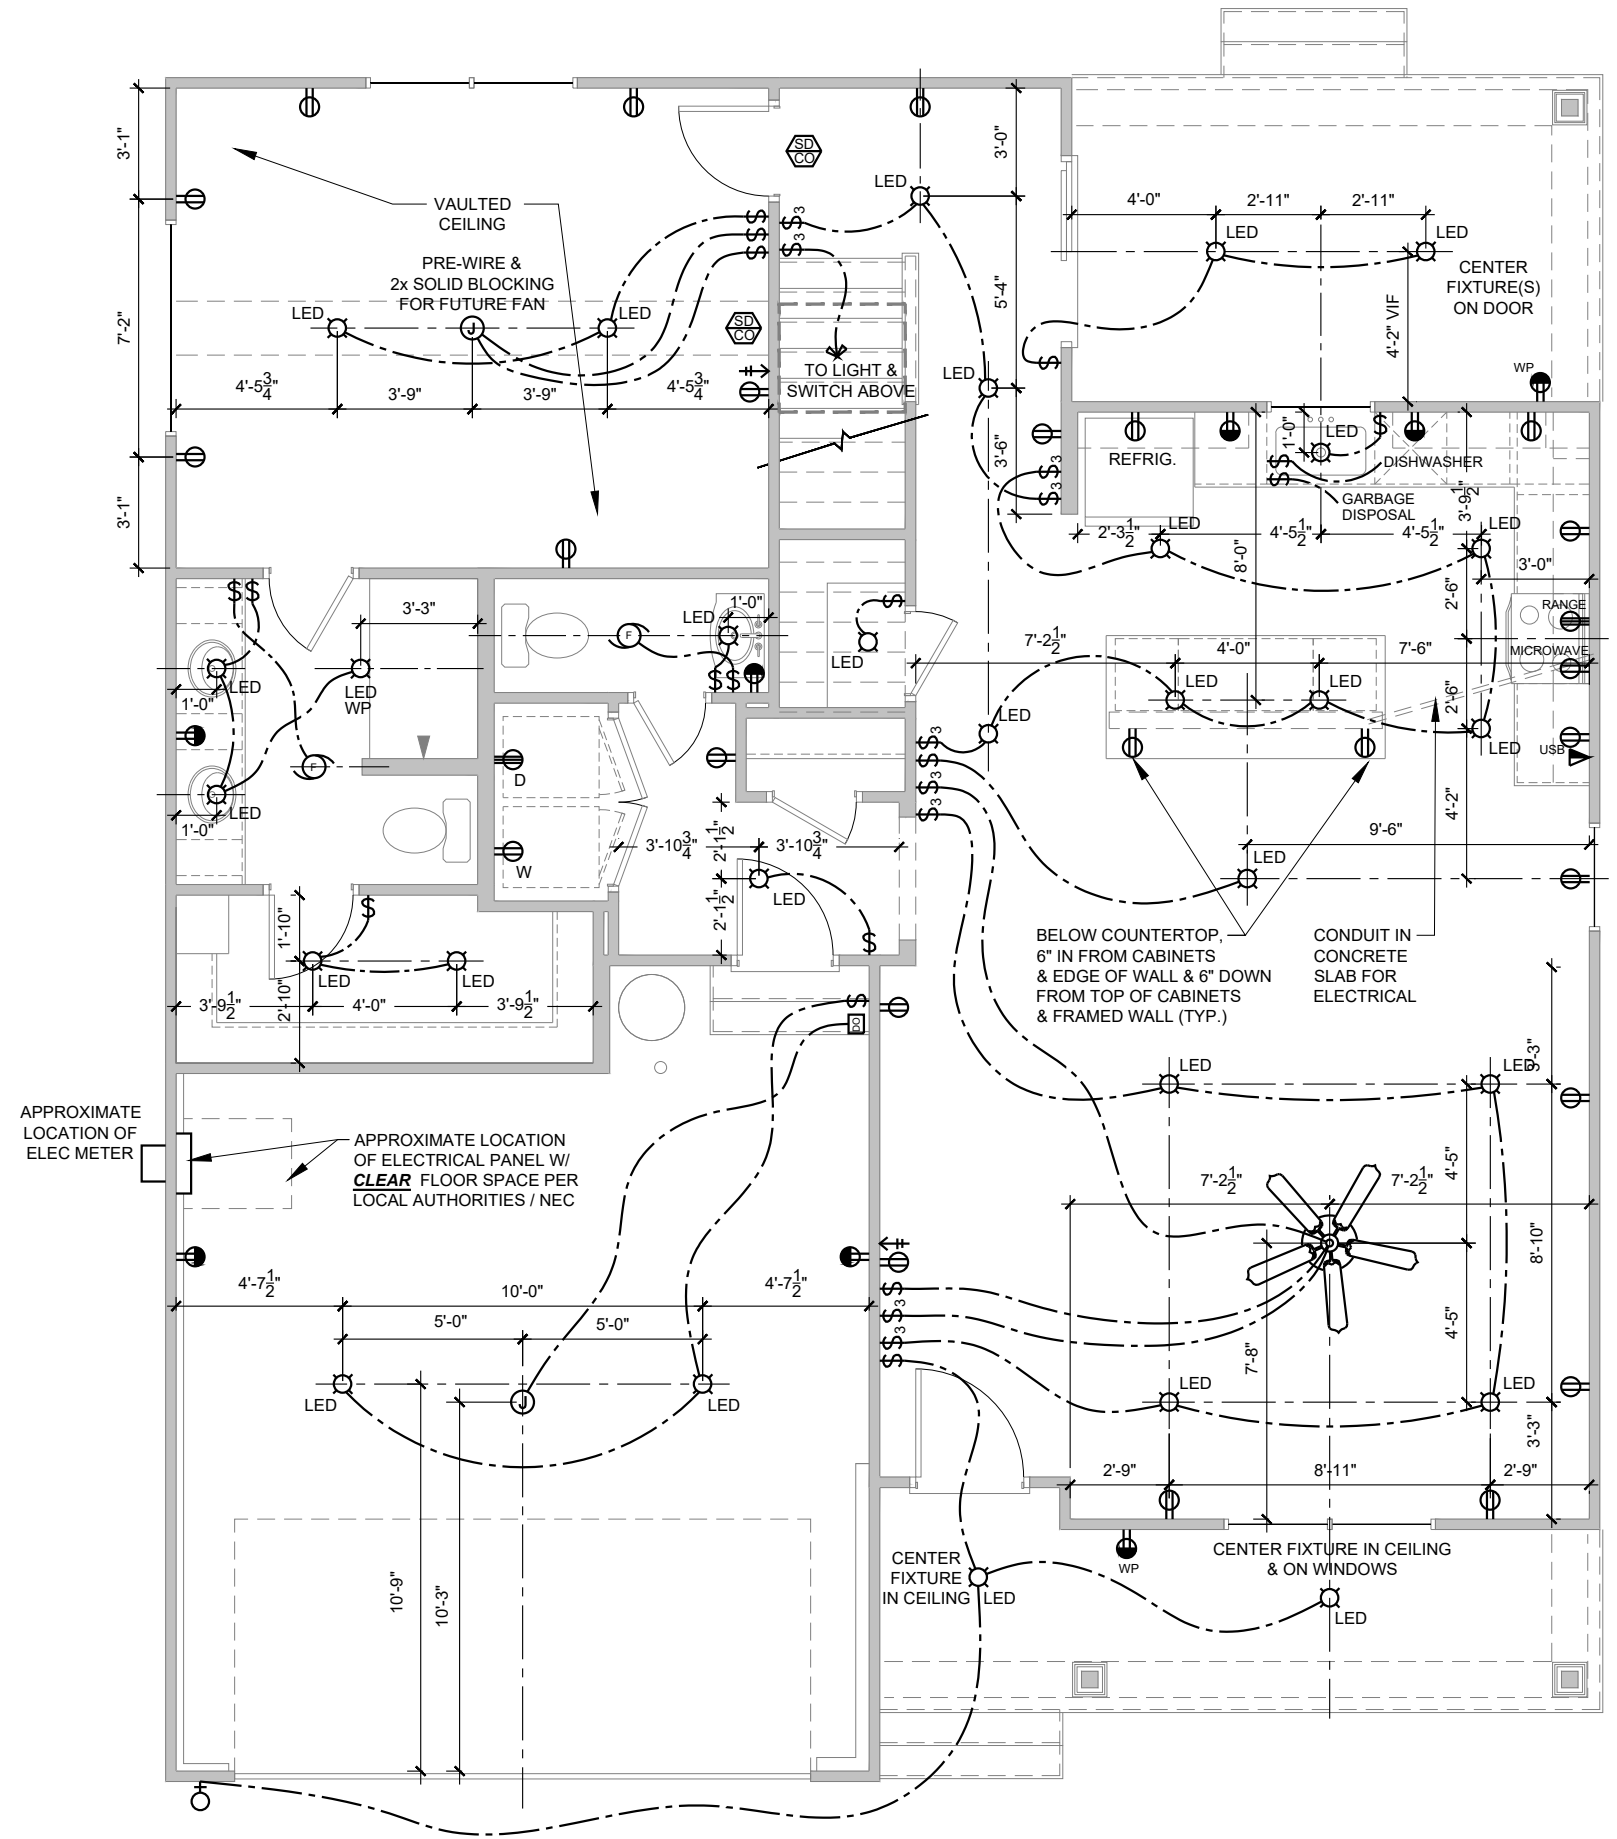 3'-1"
7'-2"
3'-1"
VAULTED
CEILING
PRE-WIRE &
2x SOLID BLOCKING
FOR FUTURE FAN
LED
J
LED
4'-5 3/4"
3'-9"
3'-9"
4'-5 3/4"
SD
CO
SD
CO
$
$
$
$3
$3
TO LIGHT &
SWITCH ABOVE
LED
3'-0"
5'-4"
LED
3'-6"
4'-0"
2'-11"
2'-11"
LED
LED
CENTER
FIXTURE(S)
ON DOOR
4'-2" VIF
$
WP
$3
$3
REFRIG.
1'-0"
LED
$
$
$
DISHWASHER
GARBAGE
DISPOSAL
3'-9 1/2"
2'-3 1/2"
LED
4'-5 1/2"
4'-5 1/2"
LED
8'-0"
3'-0"
2'-6"
RANGE
MICROWAVE
2'-6"
LED
USB
7'-2 1/2"
4'-0"
7'-6"
LED
LED
4'-2"
9'-6"
LED
LED
$
$
3'-3"
LED
1'-0"
LED
WP
LED
1'-0"
F
F
LED
1'-0"
$
$
$
LED
D
W
3'-10 3/4"
2'-1 1/2"
3'-10 3/4"
2'-1 1/2"
LED
$
$3
$
$3
$3
BELOW COUNTERTOP,
6" IN FROM CABINETS
& EDGE OF WALL & 6" DOWN
FROM TOP OF CABINETS
& FRAMED WALL (TYP.)
CONDUIT IN
CONCRETE
SLAB FOR
ELECTRICAL
$
1'-10"
LED
LED
3'-9 1/2"
2'-10"
4'-0"
3'-9 1/2"
$
DO
APPROXIMATE
LOCATION OF
ELEC METER
APPROXIMATE LOCATION
OF ELECTRICAL PANEL W/
CLEAR FLOOR SPACE PER
LOCAL AUTHORITIES / NEC
LED
LED
3'-3"
4'-5"
7'-2 1/2"
7'-2 1/2"
8'-10"
4'-5"
7'-8"
$
$3
$3
$
4'-7 1/2"
10'-0"
4'-7 1/2"
5'-0"
5'-0"
LED
J
LED
LED
LED
3'-3"
2'-9"
8'-11"
2'-9"
10'-9"
10'-3"
WP
CENTER FIXTURE IN CEILING
& ON WINDOWS
CENTER
FIXTURE
IN CEILING
LED
LED